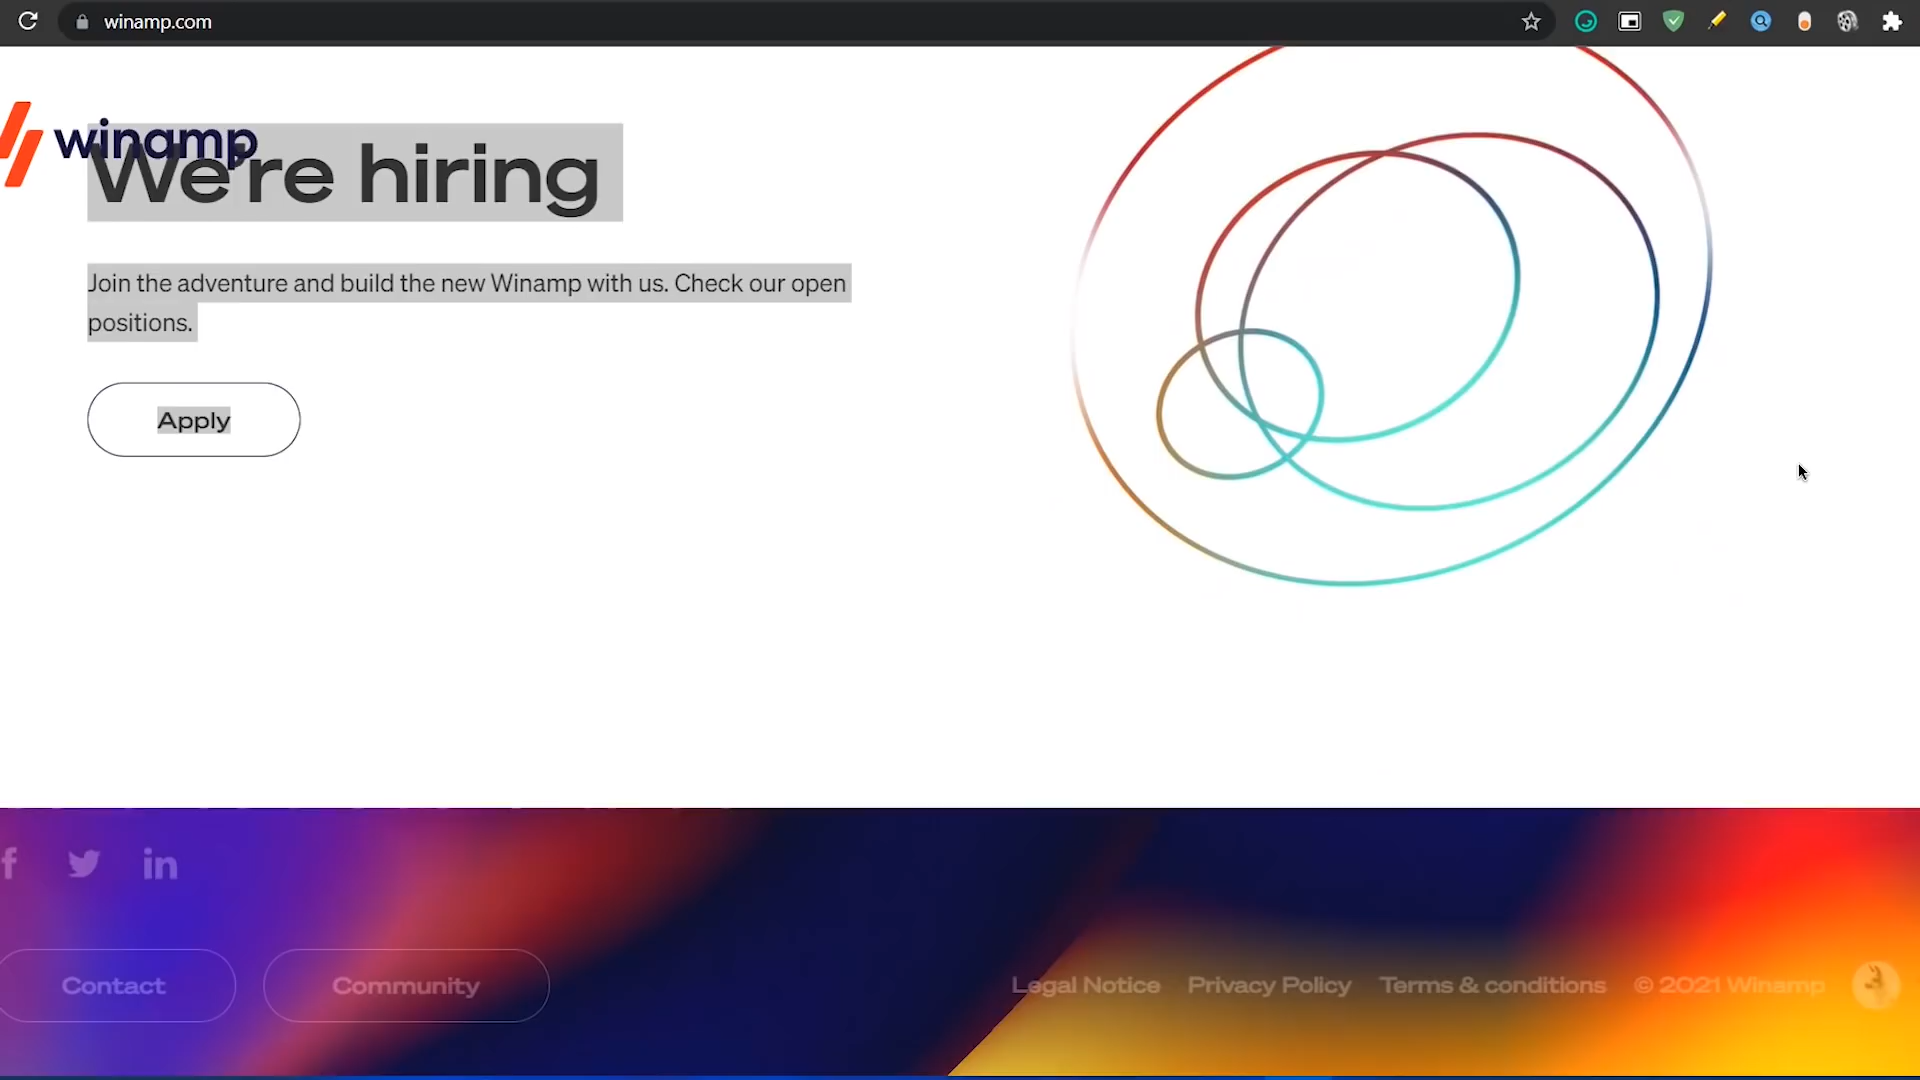 winamp.com
winamp
We're hiring
Join the adventure and build the new Winamp with us. Check our open
positions.
Apply
f
in
Contact
Community
Legal Notice
Privacy Policy
Terms & conditions
© 2021 Winamp